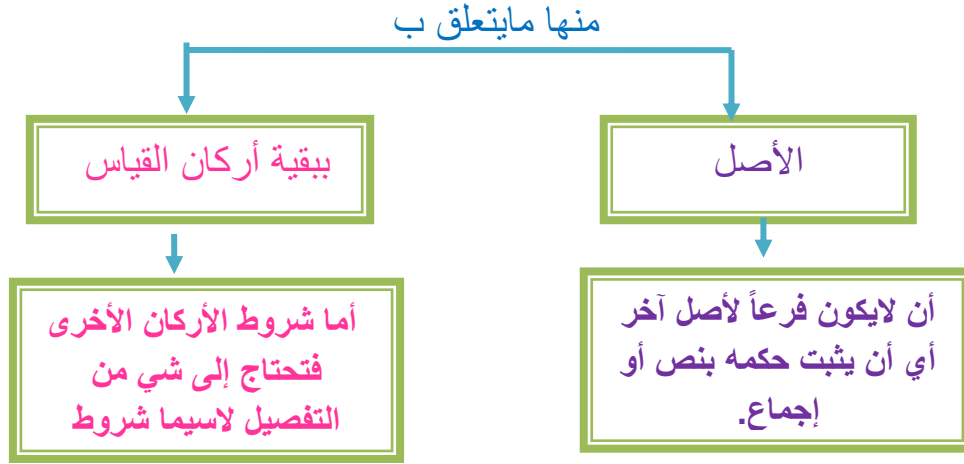 منها مايتعلق ب
الأصل
ببقية أركان القياس
أن لايكون فرعاً لأصل آخر
أي أن يثبت حكمه بنص أو
إجماع.
أما شروط الأركان الأخرى
فتحتاج إلى شي من
التفصيل لاسيما شروط